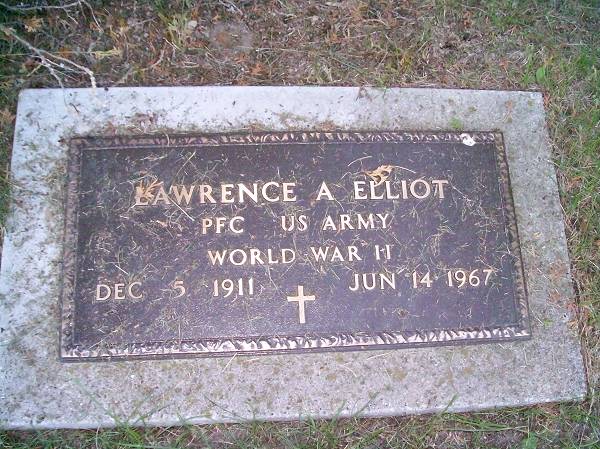 LAWRENCE A ELLIOT
PFC US ARMY
WORLD WAR II
DEC 5 1911 JUN 14 1967